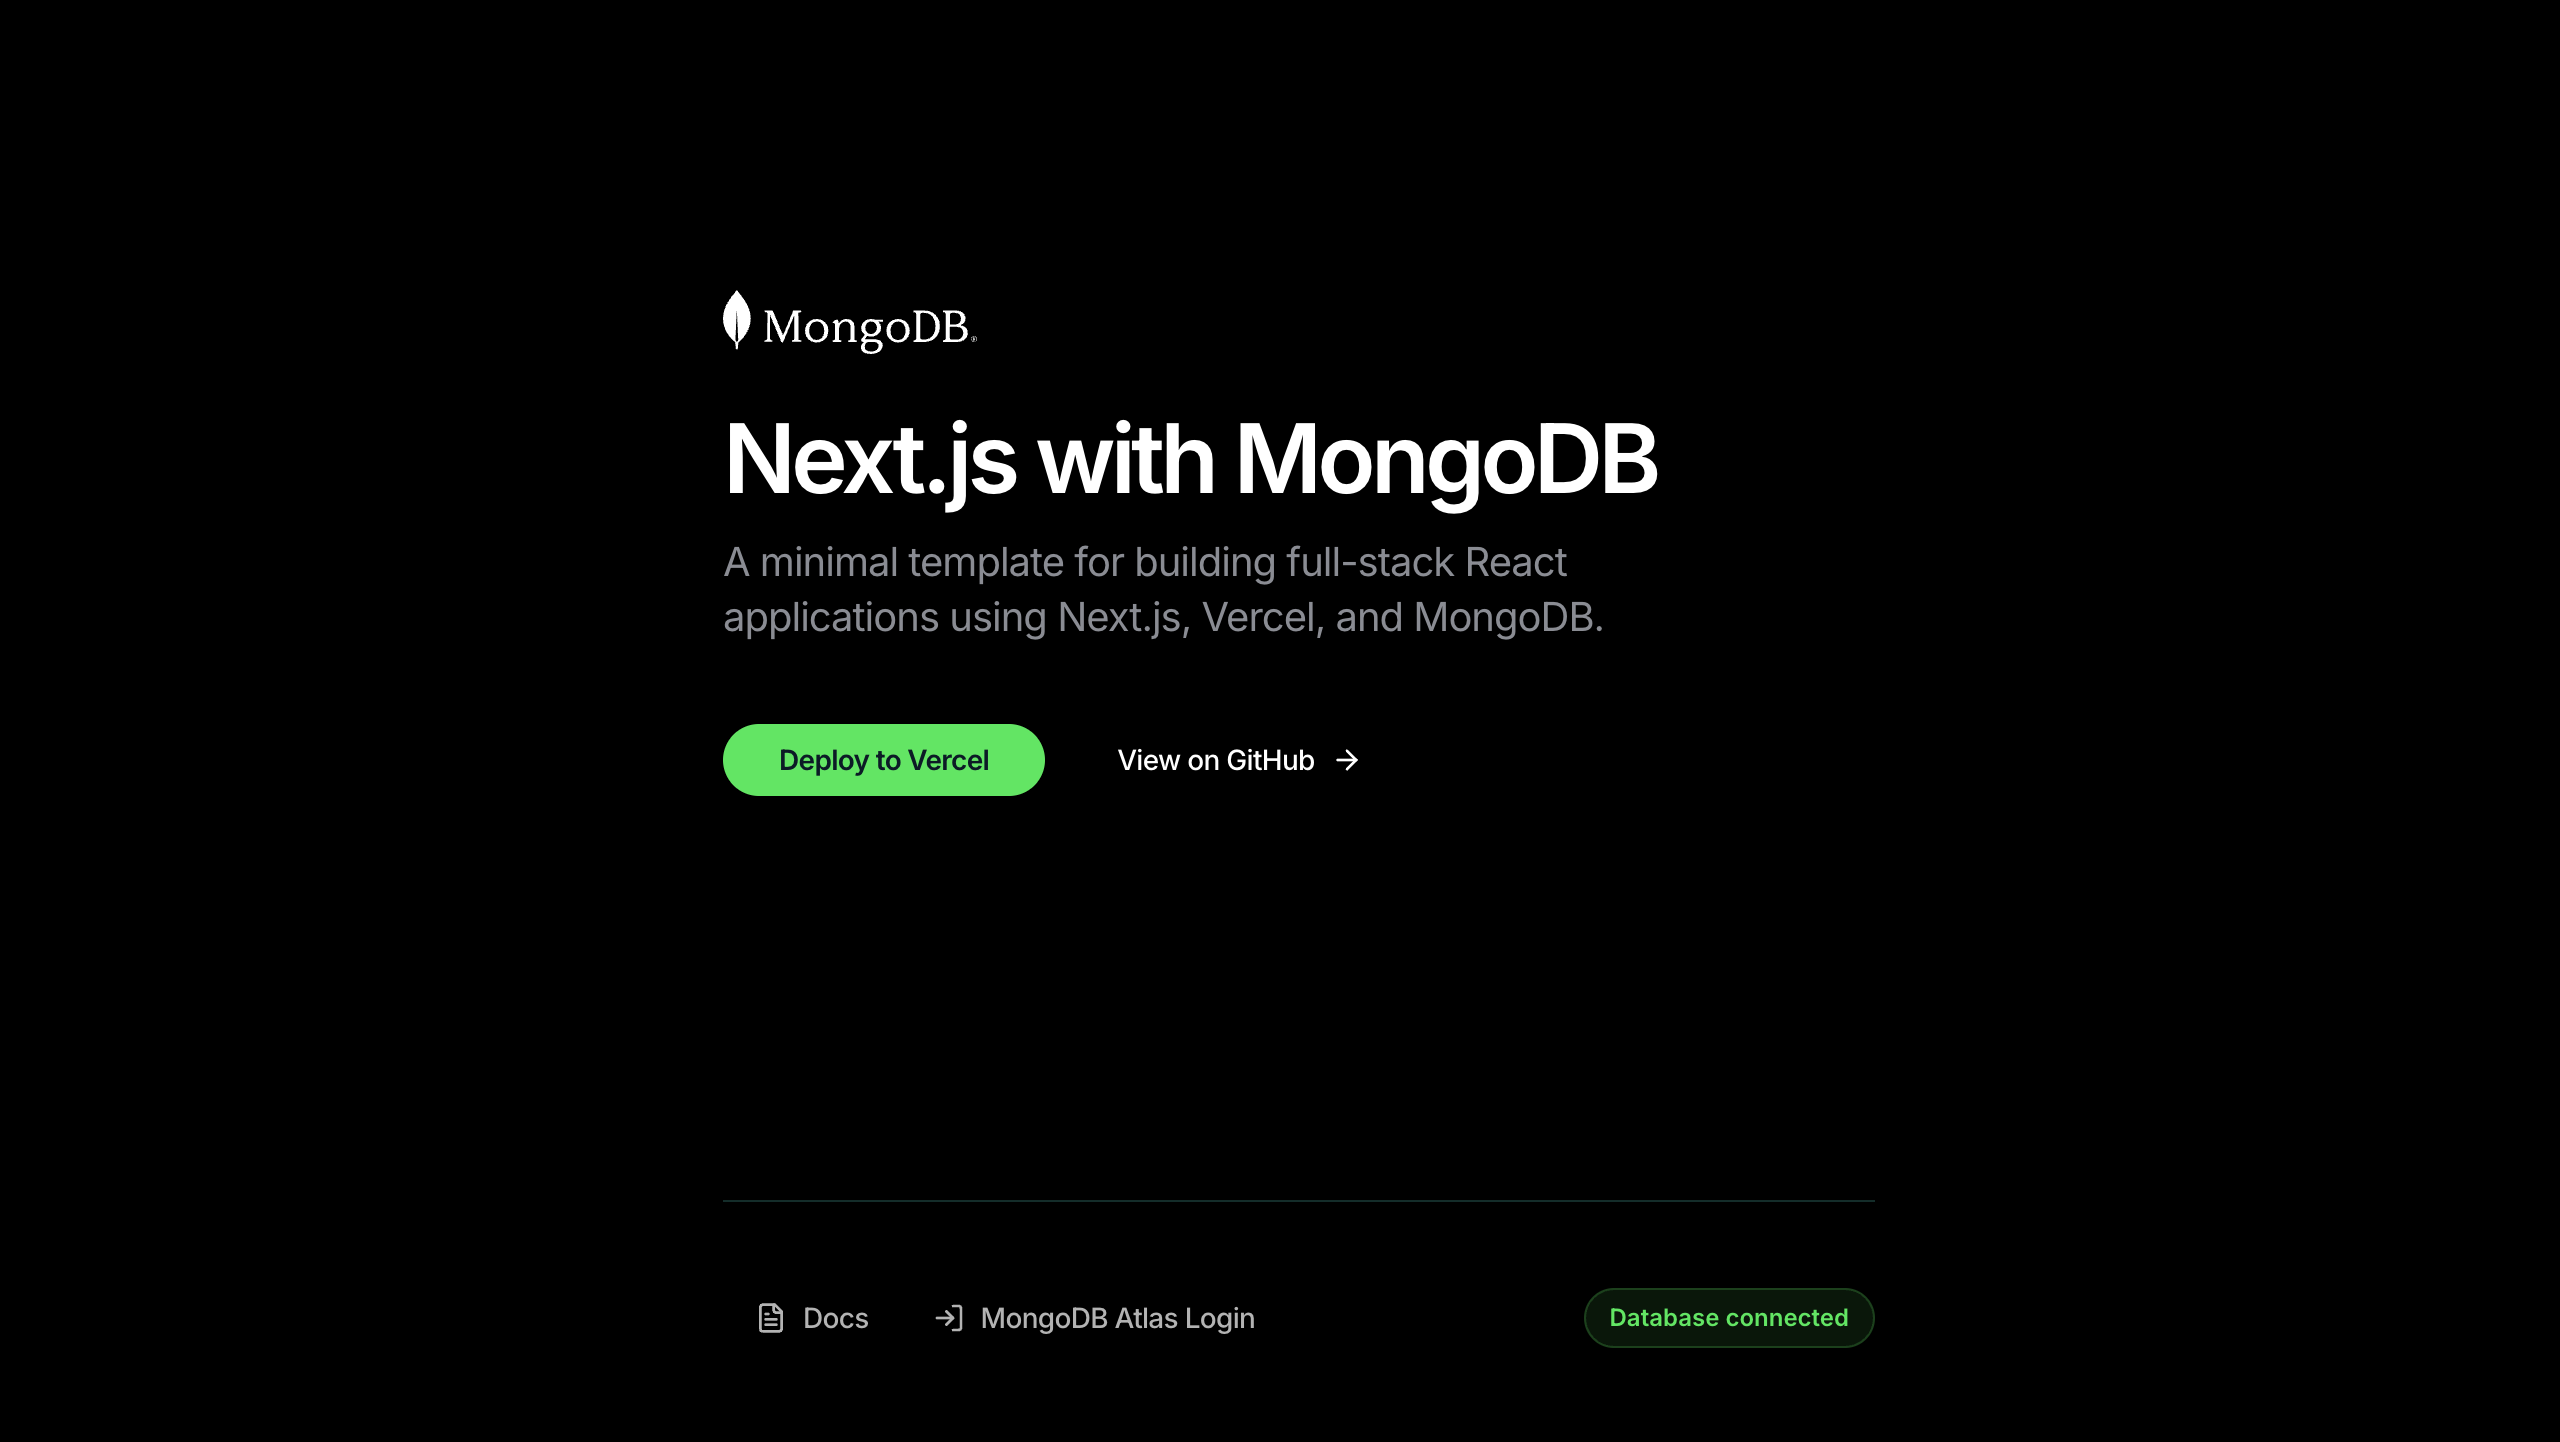 MongoDB®
Next.js with MongoDB
A minimal template for building full-stack React
applications using Next.js, Vercel, and MongoDB.
Deploy to Vercel
View on GitHub →
Docs
MongoDB Atlas Login
Database connected